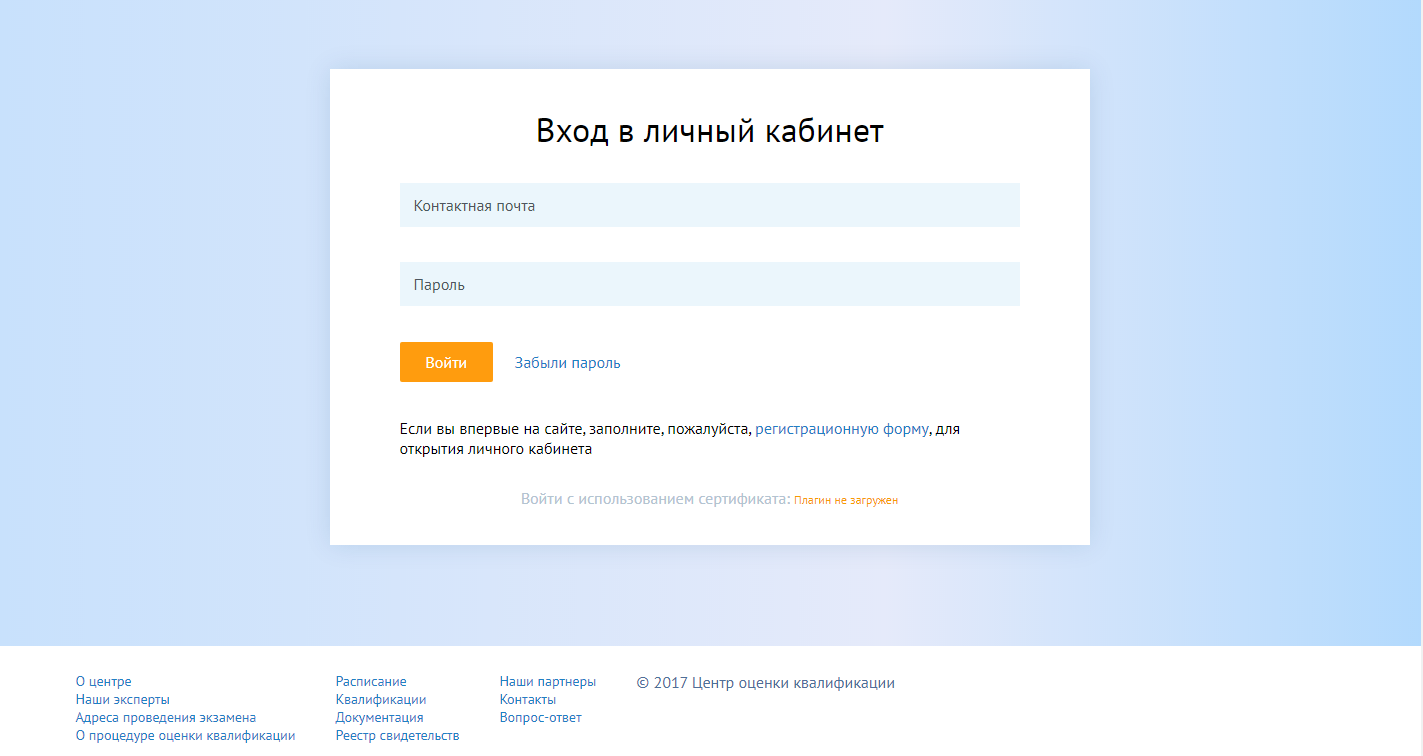 Вход в личный кабинет
Контактная почта
Пароль
Войти Забыли пароль
Если вы впервые на сайте, заполните, пожалуйста, регистрационную форму, для
открытия личного кабинета
Войти с использованием сертификата: Плагин не загружен
О центре
Наши эксперты
Адреса проведения экзамена
О процедуре оценки квалификации
Расписание
Квалификации
Документация
Реестр свидетельств
Наши партнеры
Контакты
Вопрос-ответ
© 2017 Центр оценки квалификации